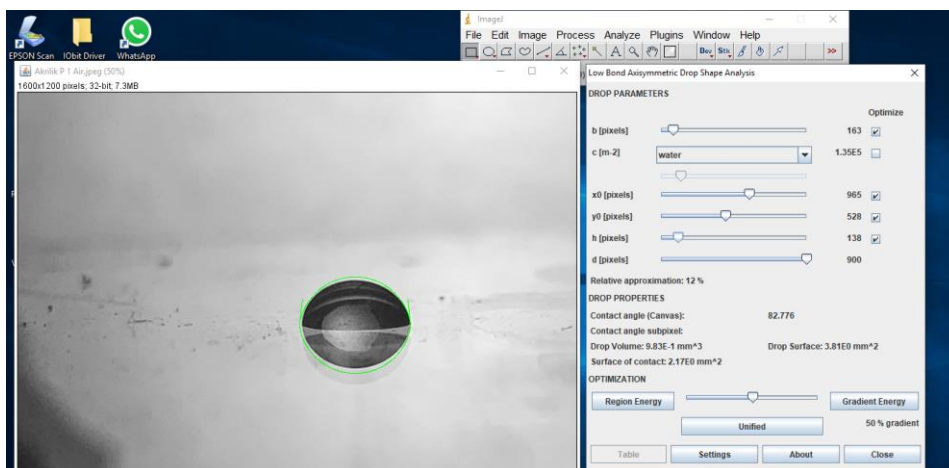 ImageJ
File Edit Image Process Analyze Plugins Window Help
Dev Stk >>
EPSON Scan IObit Driver WhatsApp
Akrilik P 1 Air.jpeg (50%)
1600x1200 pixels; 32-bit; 7.3MB
Low Bond Axisymmetric Drop Shape Analysis
DROP PARAMETERS
Optimize
b [pixels] 163
c [m-2] water 1.35E5
x0 [pixels] 965
y0 [pixels] 528
h [pixels] 138
d [pixels] 900
Relative approximation: 12 %
DROP PROPERTIES
Contact angle (Canvas): 82.776
Contact angle subpixel:
Drop Volume: 9.83E-1 mm^3 Drop Surface: 3.81E0 mm^2
Surface of contact: 2.17E0 mm^2
OPTIMIZATION
Region Energy Gradient Energy
Unified 50 % gradient
Table Settings About Close